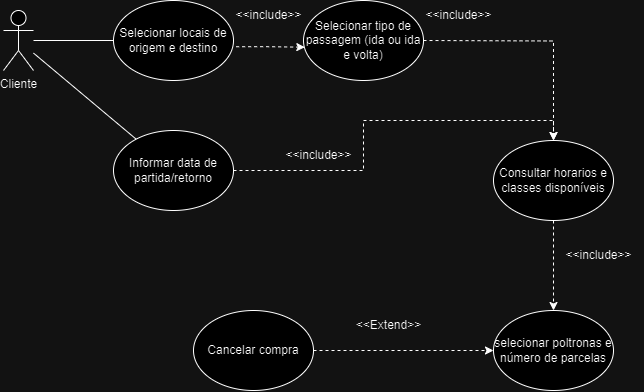 <<include>>
<<include>>
Selecionar locais de
origem e destino
Selecionar tipo de
passagem (ida ou ida
e volta)
Cliente
Informar data de
partida/retorno
<<include>>
Consultar horarios e
classes disponíveis
<<include>>
<<Extend>>
Cancelar compra
selecionar poltronas e
número de parcelas